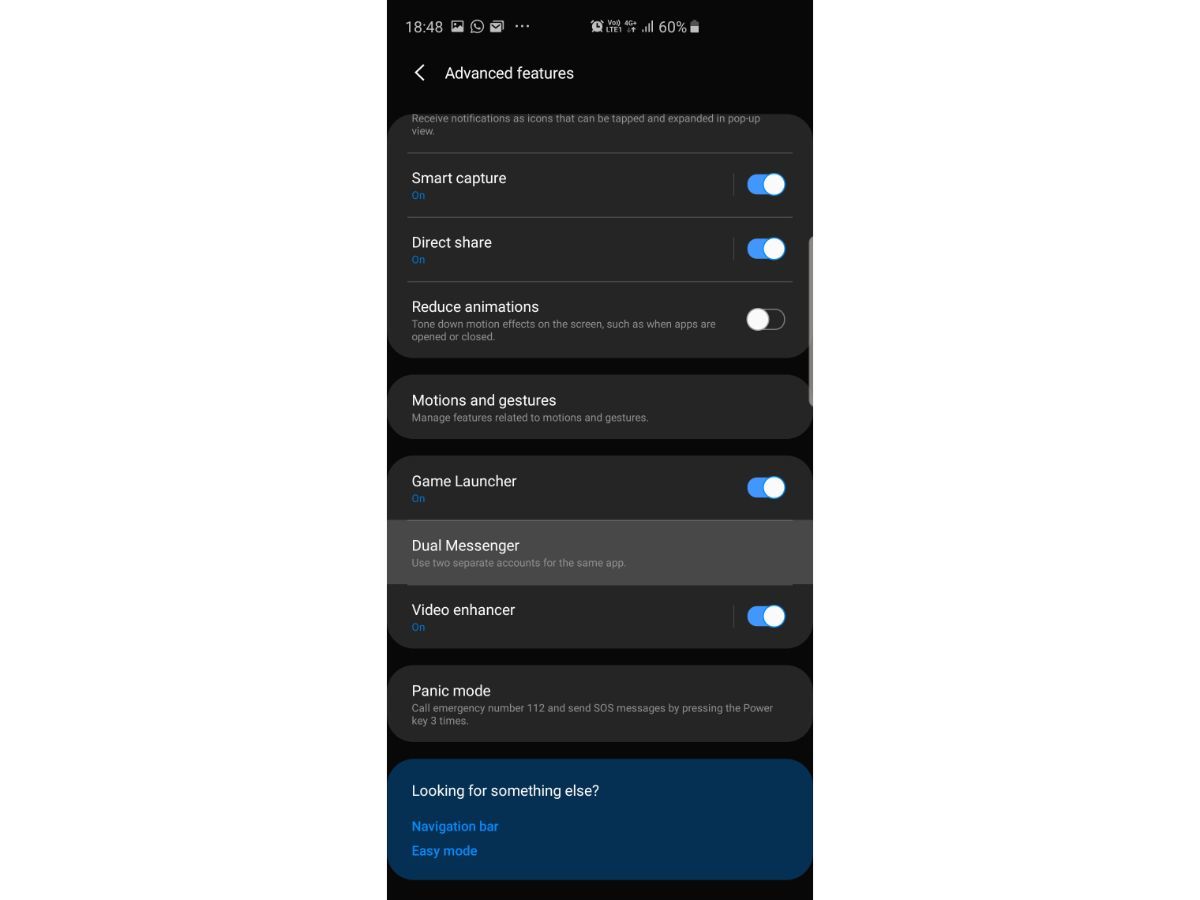 18:48 ... Vo)) LTE1 4G+ 60%
Advanced features
Receive notifications as icons that can be tapped and expanded in pop-up
view.
Smart capture
On
Direct share
On
Reduce animations
Tone down motion effects on the screen, such as when apps are
opened or closed.
Motions and gestures
Manage features related to motions and gestures.
Game Launcher
On
Dual Messenger
Use two separate accounts for the same app.
Video enhancer
On
Panic mode
Call emergency number 112 and send SOS messages by pressing the Power
key 3 times.
Looking for something else?
Navigation bar
Easy mode